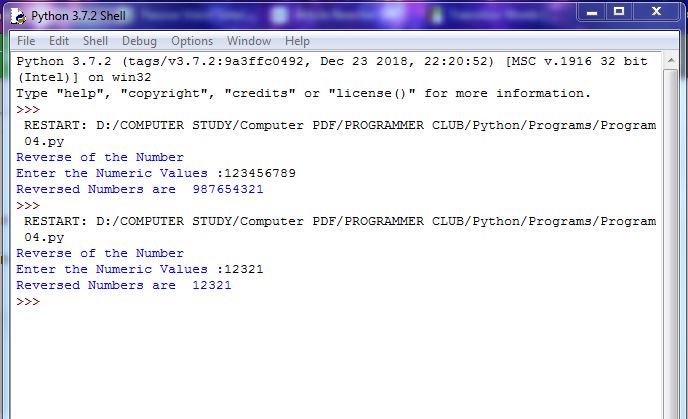 Python 3.7.2 Shell
File Edit Shell Debug Options Window Help
Python 3.7.2 (tags/v3.7.2:9a3ffc0492, Dec 23 2018, 22:20:52) [MSC v.1916 32 bit
(Intel)] on win32
Type "help", "copyright", "credits" or "license()" for more information.
>>>
RESTART: D:/COMPUTER STUDY/Computer PDF/PROGRAMMER CLUB/Python/Programs/Program
04.py
Reverse of the Number
Enter the Numeric Values :123456789
Reversed Numbers are  987654321
>>>
RESTART: D:/COMPUTER STUDY/Computer PDF/PROGRAMMER CLUB/Python/Programs/Program
04.py
Reverse of the Number
Enter the Numeric Values :12321
Reversed Numbers are  12321
>>>